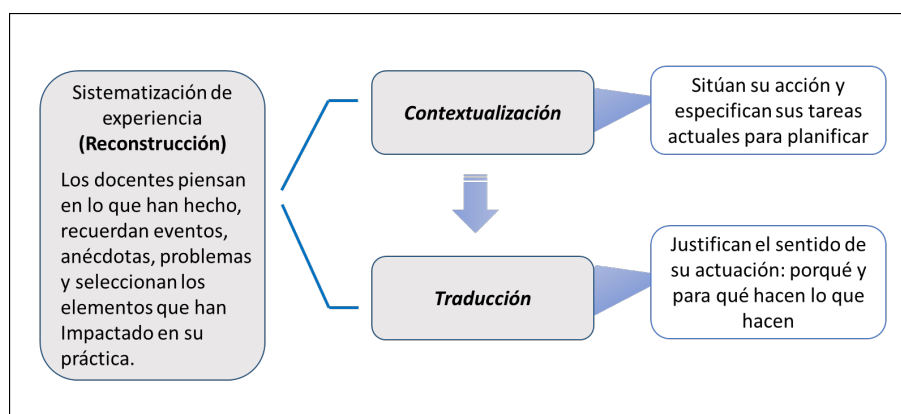 Sistematización de
experiencia
(Reconstrucción)
Los docentes piensan
en lo que han hecho,
recuerdan eventos,
anécdotas, problemas
y seleccionan los
elementos que han
Impactado en su
práctica.
Contextualización
Sitúan su acción y
especifican sus tareas
actuales para planificar
Traducción
Justifican el sentido de
su actuación: porqué y
para qué hacen lo que
hacen